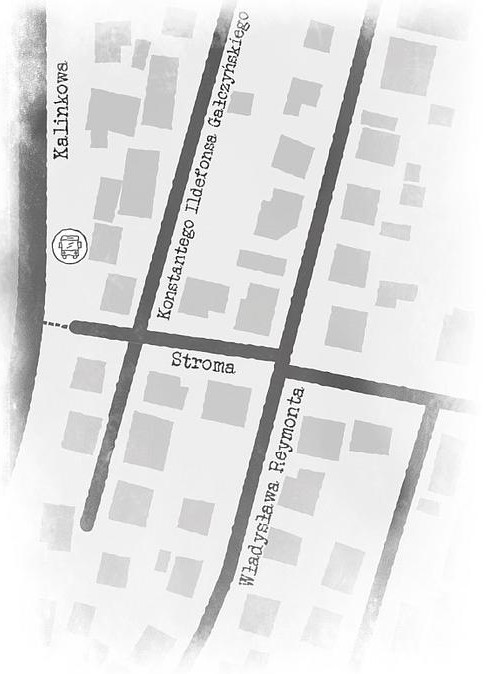 Kalinkowa
Konstantego Ildefonsa Gałczyńskiego
Stroma
Władysława Reymonta